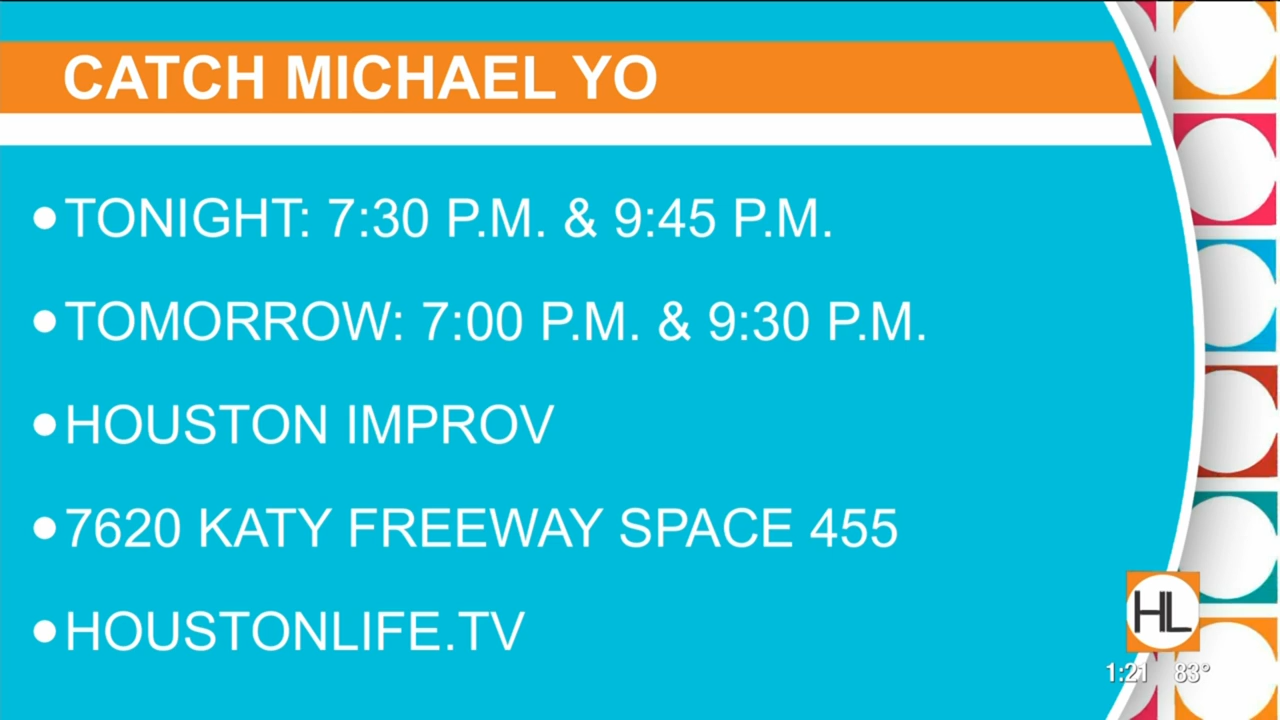 CATCH MICHAEL YO
•TONIGHT: 7:30 P.M. & 9:45 P.M.
•TOMORROW: 7:00 P.M. & 9:30 P.M.
•HOUSTON IMPROV
•7620 KATY FREEWAY SPACE 455
•HOUSTONLIFE.TV
HL
1:21 83°